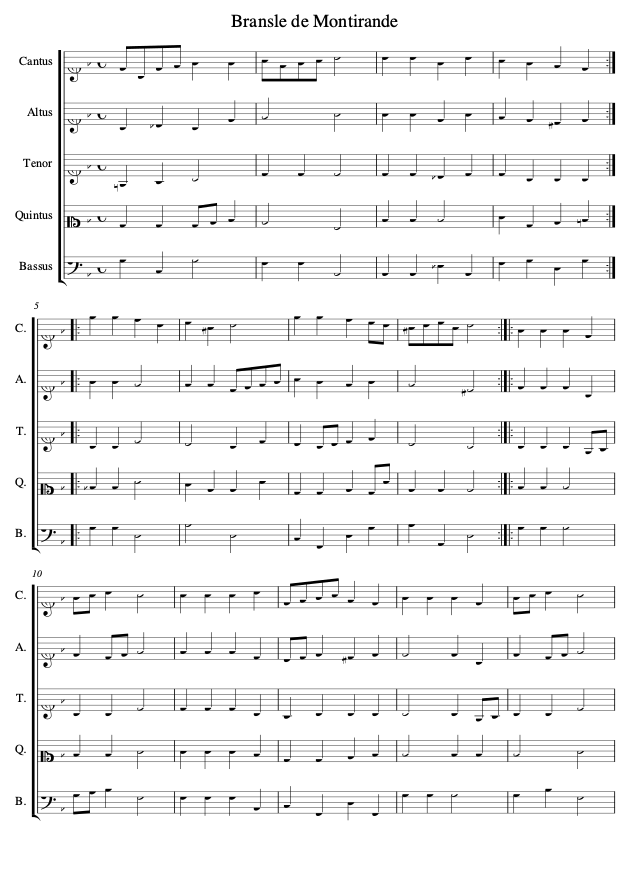 Bransle de Montirande
Cantus
Altus
Tenor
Quintus
Bassus
5
C.
A.
T.
Q.
B.
10
C.
A.
T.
Q.
B.